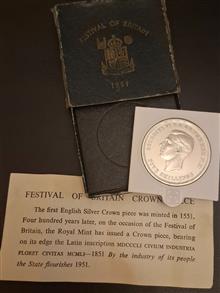 FESTIVAL OF BRITAIN
1951
FIVE SHILLINGS
FESTIVAL OF BRITAIN CROWN PIECE
The first English Silver Crown piece was minted in 1551.
Four hundred years later, on the occasion of the Festival of
Britain, the Royal Mint has issued a Crown piece, bearing
on its edge the Latin inscription MDCCCLI CIVIUM INDUSTRIA
FLORET CIVITAS MCMLI—1851 By the industry of its people
the State flourishes 1951.